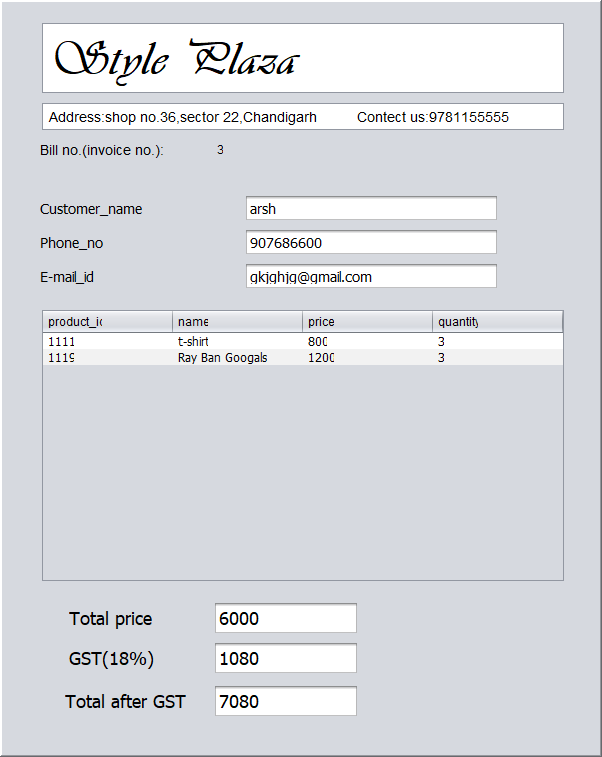 Style Plaza
Address:shop no.36,sector 22,Chandigarh Contect us:9781155555
Bill no.(invoice no.): 3
Customer_name arsh
Phone_no 907686600
E-mail_id gkjghjg@gmail.com
product_id name price quantity
1111 t-shirt 800 3
1119 Ray Ban Googals 1200 3
Total price 6000
GST(18%) 1080
Total after GST 7080